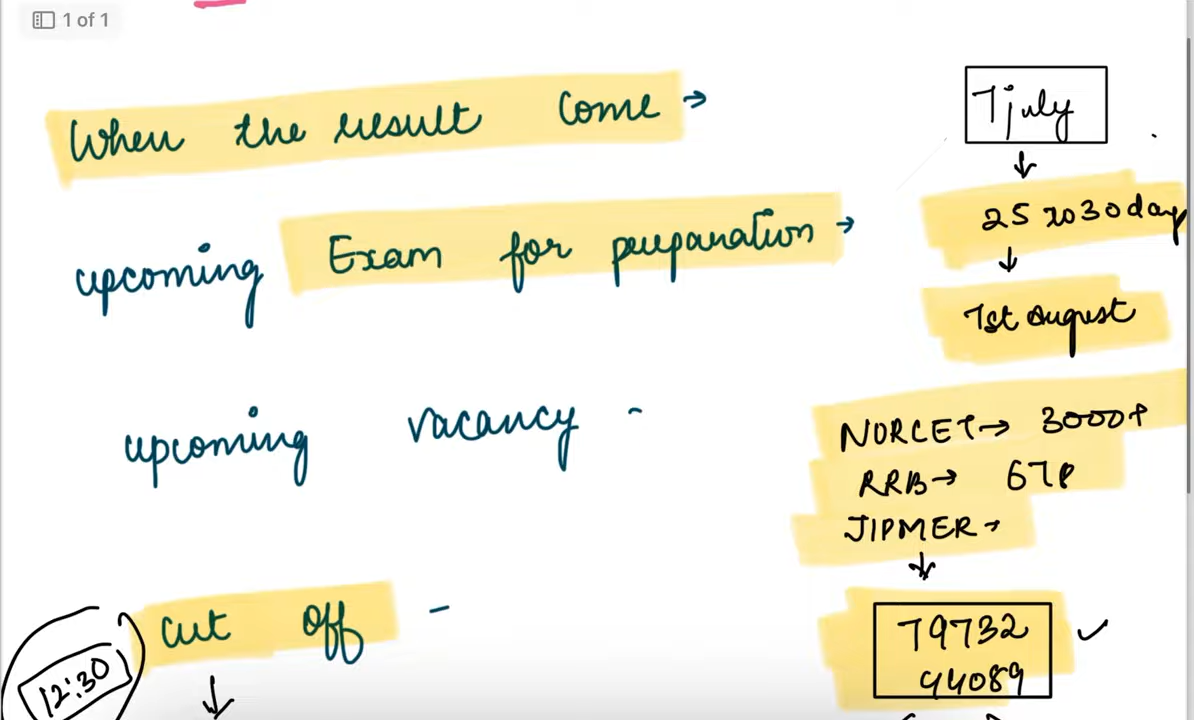 1 of 1
When the result come →
7 july
↓
25 to 30 day
↓
1st august
upcoming Exam for preparation →
upcoming vacancy -
NORCET → 3000+
RRB →
JIPMER →
↓
79732
44089
cut off -
↓
12:30